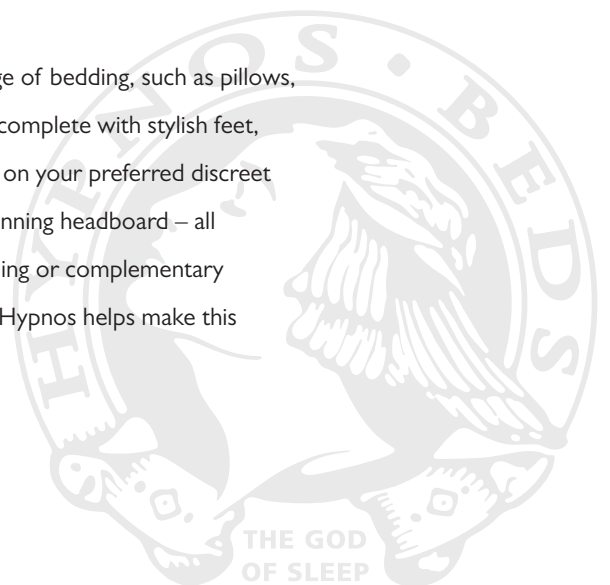 ge of bedding, such as pillows,
complete with stylish feet,
on your preferred discreet
nning headboard – all
ing or complementary
Hypnos helps make this
HYPNOS • BEDS
THE GOD
OF SLEEP